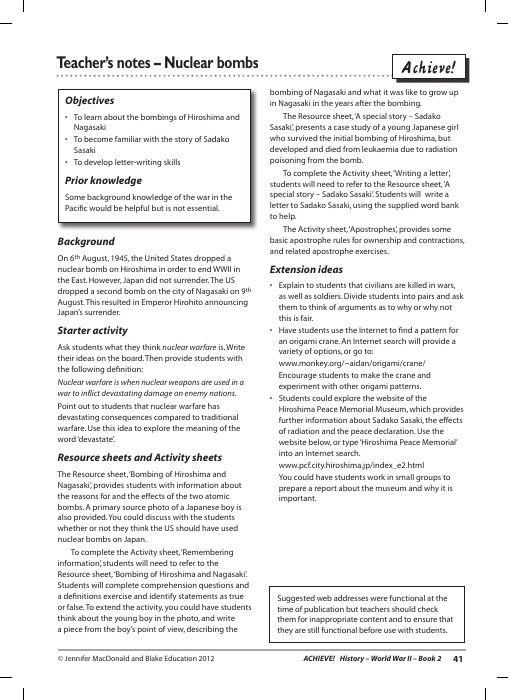 Teacher's notes – Nuclear bombs
Achieve!
Objectives
• To learn about the bombings of Hiroshima and
Nagasaki
• To become familiar with the story of Sadako
Sasaki
• To develop letter-writing skills
Prior knowledge
Some background knowledge of the war in the
Pacific would be helpful but is not essential.
Background
On 6th August, 1945, the United States dropped a
nuclear bomb on Hiroshima in order to end WWII in
the East. However, Japan did not surrender. The US
dropped a second bomb on the city of Nagasaki on 9th
August. This resulted in Emperor Hirohito announcing
Japan's surrender.
Starter activity
Ask students what they think nuclear warfare is. Write
their ideas on the board. Then provide students with
the following definition:
Nuclear warfare is when nuclear weapons are used in a
war to inflict devastating damage on enemy nations.
Point out to students that nuclear warfare has
devastating consequences compared to traditional
warfare. Use this idea to explore the meaning of the
word 'devastate'.
Resource sheets and Activity sheets
The Resource sheet, 'Bombing of Hiroshima and
Nagasaki', provides students with information about
the reasons for and the effects of the two atomic
bombs. A primary source photo of a Japanese boy is
also provided. You could discuss with the students
whether or not they think the US should have used
nuclear bombs on Japan.
To complete the Activity sheet, 'Remembering
information', students will need to refer to the
Resource sheet, 'Bombing of Hiroshima and Nagasaki'.
Students will complete comprehension questions and
a definitions exercise and identify statements as true
or false. To extend the activity, you could have students
think about the young boy in the photo, and write
a piece from the boy's point of view, describing the
bombing of Nagasaki and what it was like to grow up
in Nagasaki in the years after the bombing.
The Resource sheet, 'A special story – Sadako
Sasaki', presents a case study of a young Japanese girl
who survived the initial bombing of Hiroshima, but
developed and died from leukaemia due to radiation
poisoning from the bomb.
To complete the Activity sheet, 'Writing a letter',
students will need to refer to the Resource sheet, 'A
special story – Sadako Sasaki'. Students will write a
letter to Sadako Sasaki, using the supplied word bank
to help.
The Activity sheet, 'Apostrophes', provides some
basic apostrophe rules for ownership and contractions,
and related apostrophe exercises.
Extension ideas
• Explain to students that civilians are killed in wars,
as well as soldiers. Divide students into pairs and ask
them to think of arguments as to why or why not
this is fair.
• Have students use the Internet to find a pattern for
an origami crane. An Internet search will provide a
variety of options, or go to:
www.monkey.org/~aidan/origami/crane/
Encourage students to make the crane and
experiment with other origami patterns.
• Students could explore the website of the
Hiroshima Peace Memorial Museum, which provides
further information about Sadako Sasaki, the effects
of radiation and the peace declaration. Use the
website below, or type 'Hiroshima Peace Memorial'
into an Internet search.
www.pcf.city.hiroshima.jp/index_e2.html
You could have students work in small groups to
prepare a report about the museum and why it is
important.
Suggested web addresses were functional at the
time of publication but teachers should check
them for inappropriate content and to ensure that
they are still functional before use with students.
© Jennifer MacDonald and Blake Education 2012
ACHIEVE! History – World War II – Book 2 41